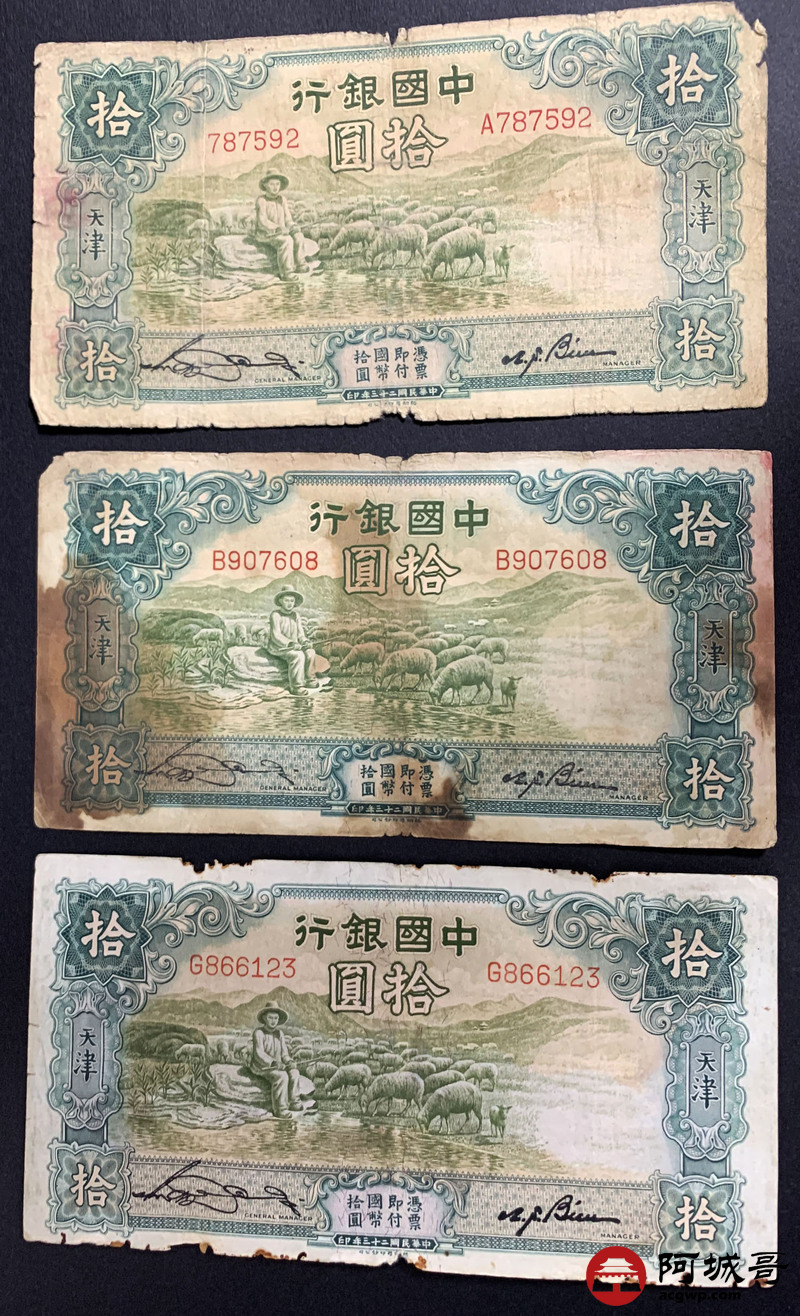 拾
中國銀行
拾
787592
拾圓
A787592
天津
天津
拾
憑票即付國幣拾圓
拾
GENERAL MANAGER
MANAGER
中華民國二十三年印
拾
中國銀行
拾
B907608
拾圓
B907608
天津
天津
拾
憑票即付國幣拾圓
拾
GENERAL MANAGER
MANAGER
中華民國二十三年印
拾
中國銀行
拾
G866123
拾圓
G866123
天津
天津
拾
憑票即付國幣拾圓
拾
GENERAL MANAGER
MANAGER
中華民國二十三年印
阿城哥
acgwp.com